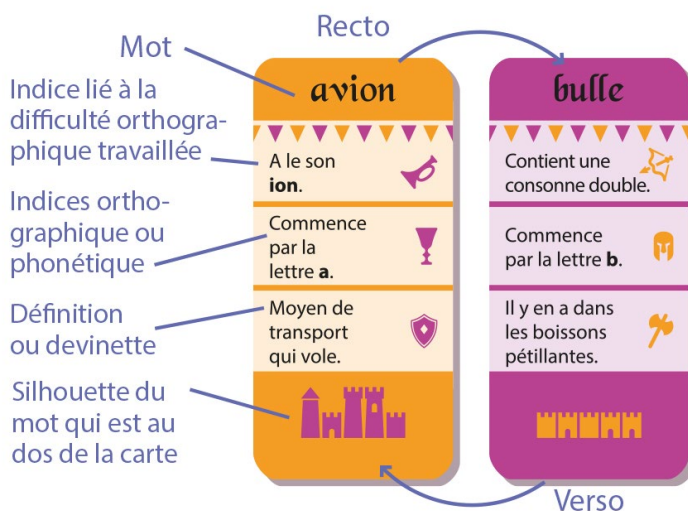 Recto
Mot
Indice lié à la
difficulté orthogra-
phique travaillée
Indices ortho-
graphique ou
phonétique
Définition
ou devinette
Silhouette du
mot qui est au
dos de la carte
avion
A le son
ion.
Commence
par la
lettre a.
Moyen de
transport
qui vole.
bulle
Contient une
consonne double.
Commence
par la lettre b.
Il y en a dans
les boissons
pétillantes.
Verso